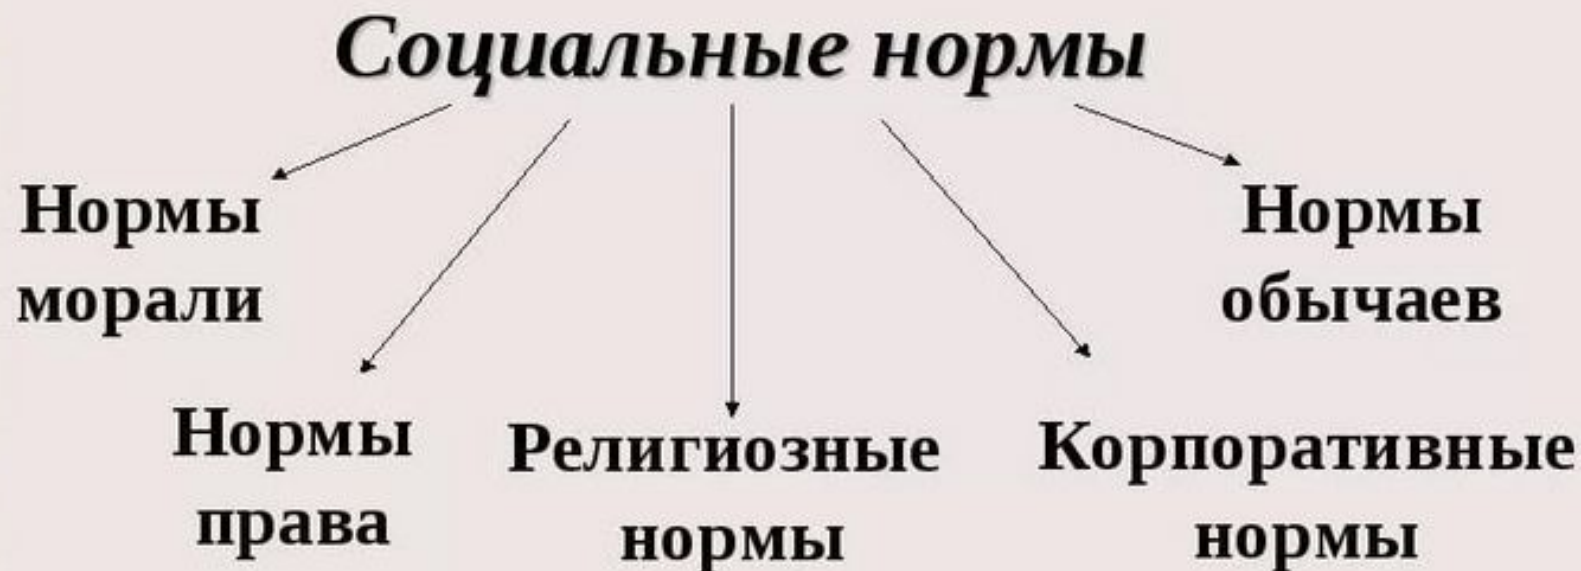 Социальные нормы
Нормы
морали
Нормы
права
Религиозные
нормы
Корпоративные
нормы
Нормы
обычаев